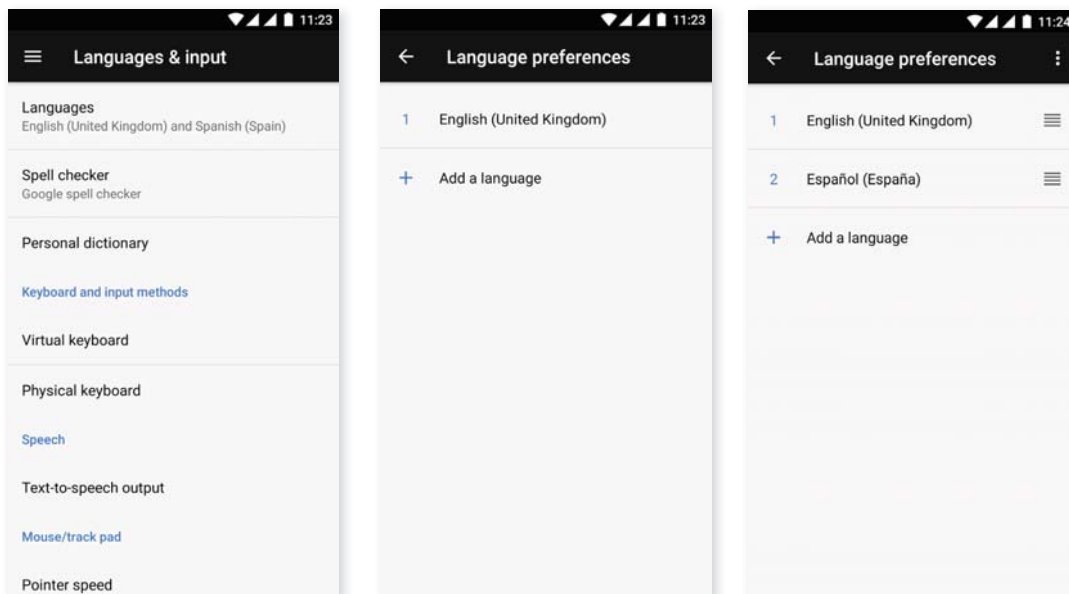 11:23
Languages & input
Languages
English (United Kingdom) and Spanish (Spain)
Spell checker
Google spell checker
Personal dictionary
Keyboard and input methods
Virtual keyboard
Physical keyboard
Speech
Text-to-speech output
Mouse/track pad
Pointer speed
11:23
Language preferences
1 English (United Kingdom)
+ Add a language
11:24
Language preferences
1 English (United Kingdom)
2 Español (España)
+ Add a language